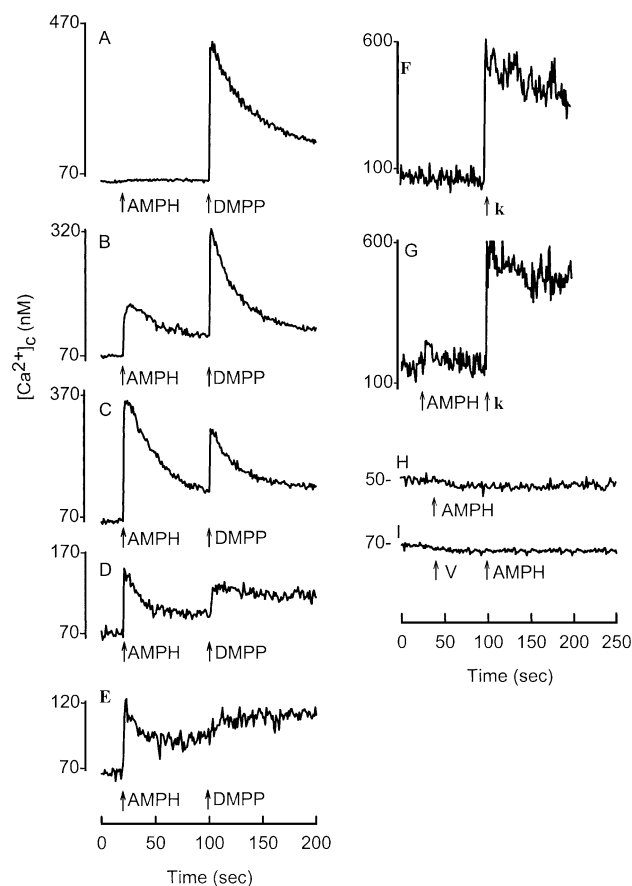 470
A
70
AMPH DMPP
320
B
70
AMPH DMPP
[Ca2+]c (nM)
370
C
70
AMPH DMPP
170
D
70
AMPH DMPP
120
E
70
AMPH DMPP
0 50 100 150 200
Time (sec)
600
F
100
k
600
G
100
AMPH k
H
50-
AMPH
I
70-
V AMPH
0 50 100 150 200 250
Time (sec)